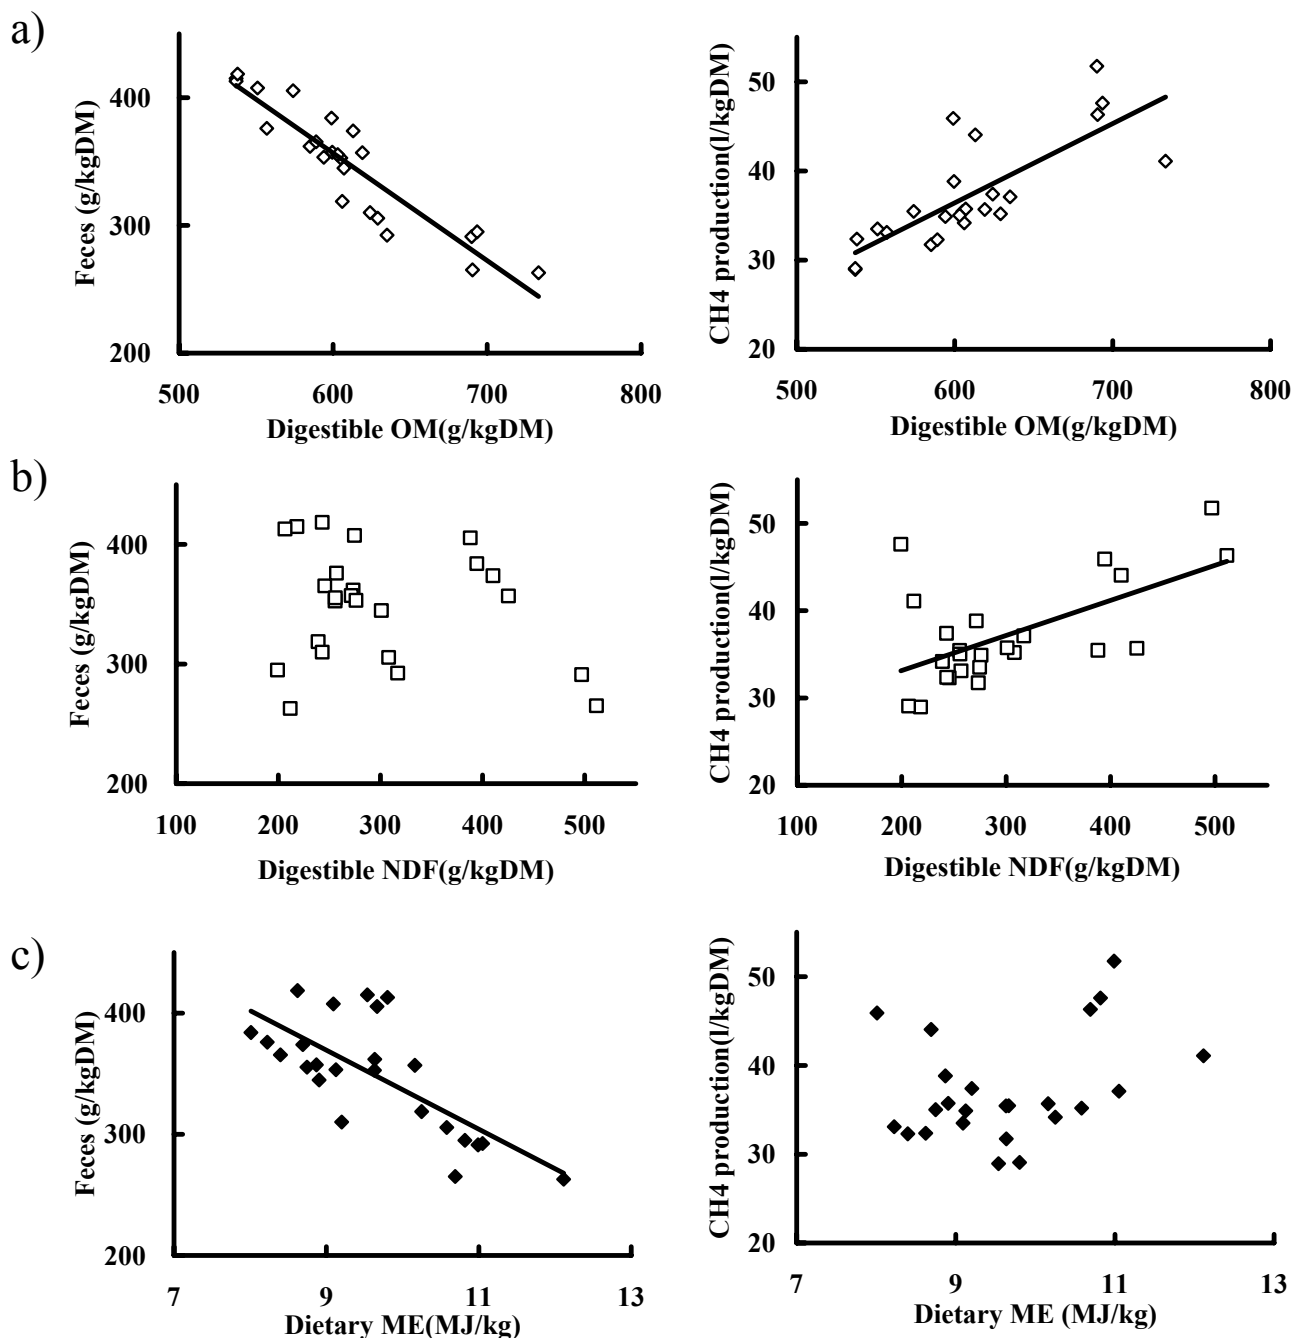 a)
Feces (g/kgDM)
400
300
200
500 600 700 800
Digestible OM(g/kgDM)
CH4 production(l/kgDM)
50
40
30
20
500 600 700 800
Digestible OM(g/kgDM)
b)
Feces (g/kgDM)
400
300
200
100 200 300 400 500
Digestible NDF(g/kgDM)
CH4 production(l/kgDM)
50
40
30
20
100 200 300 400 500
Digestible NDF(g/kgDM)
c)
Feces (g/kgDM)
400
300
200
7 9 11 13
Dietary ME(MJ/kg)
CH4 production(l/kgDM)
50
40
30
20
7 9 11 13
Dietary ME (MJ/kg)